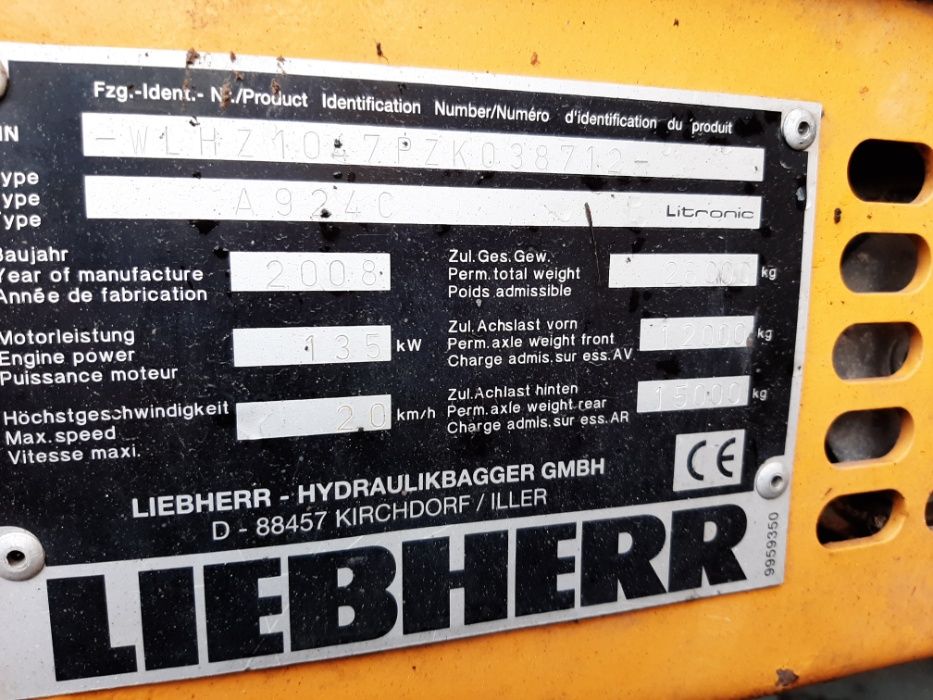 Fzg.-Ident.- Nr./Product Identification Number/Numéro d'identification du produit
IN -WLHZ1047PZK038712-
ype
ype A924C Litronic
Type
Baujahr
Year of manufacture 2008
Année de fabrication
Zul.Ges.Gew.
Perm.total weight 26000 kg
Poids admissible
Motorleistung
Engine power 135 kW
Puissance moteur
Zul.Achslast vorn
Perm.axle weight front 12000 kg
Charge admis.sur ess.AV
Höchstgeschwindigkeit
Max.speed 20 km/h
Vitesse maxi.
Zul.Achlast hinten
Perm.axle weight rear 15000 kg
Charge admis.sur ess.AR
CE
LIEBHERR - HYDRAULIKBAGGER GMBH
D - 88457 KIRCHDORF / ILLER
LIEBHERR
9959350